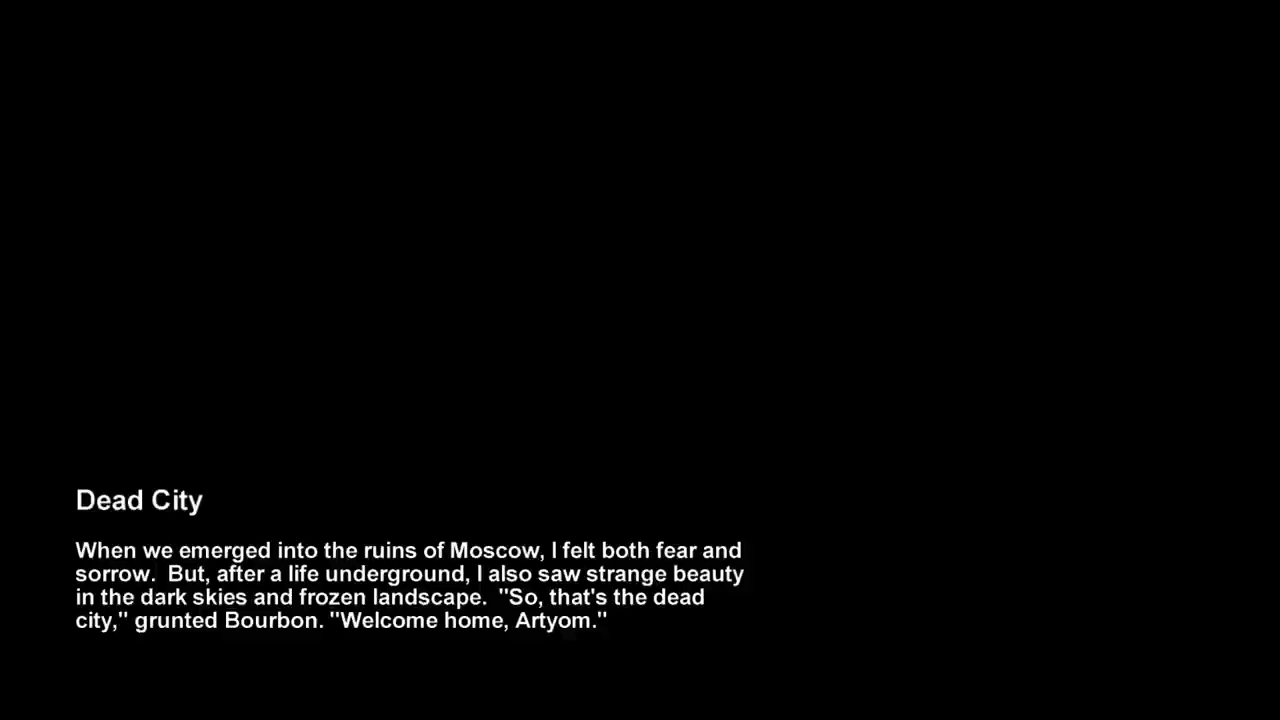 Dead City
When we emerged into the ruins of Moscow, I felt both fear and
sorrow.  But, after a life underground, I also saw strange beauty
in the dark skies and frozen landscape.  "So, that's the dead
city," grunted Bourbon. "Welcome home, Artyom."